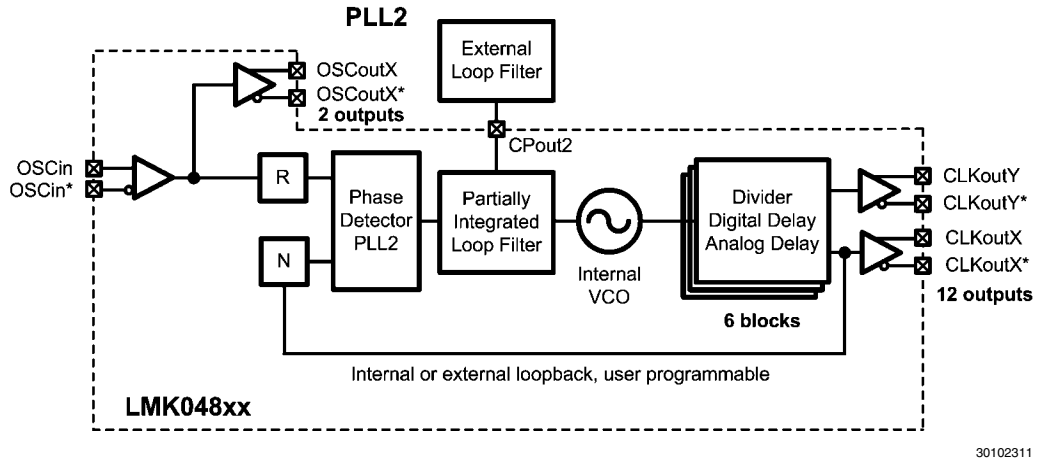 PLL2
External
Loop Filter
OSCoutX
OSCoutX*
2 outputs
CPout2
OSCin
OSCin*
R
N
Phase
Detector
PLL2
Partially
Integrated
Loop Filter
Internal
VCO
Divider
Digital Delay
Analog Delay
6 blocks
CLKoutY
CLKoutY*
CLKoutX
CLKoutX*
12 outputs
Internal or external loopback, user programmable
LMK048xx
30102311